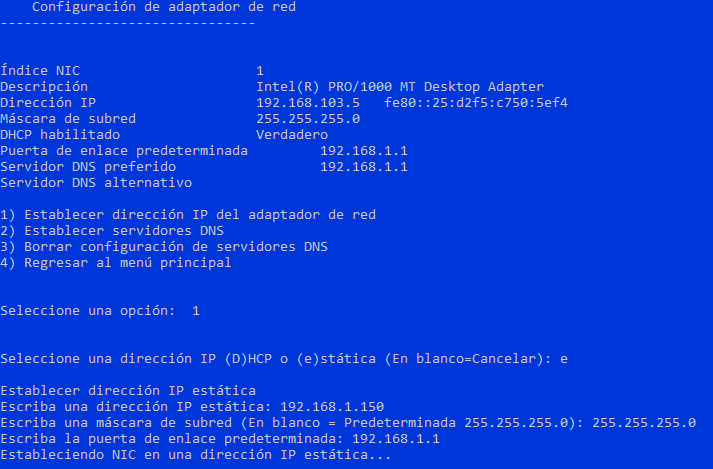 Configuración de adaptador de red
--------------------------------
Índice NIC 1
Descripción Intel(R) PRO/1000 MT Desktop Adapter
Dirección IP 192.168.103.5 fe80::25:d2f5:c750:5ef4
Máscara de subred 255.255.255.0
DHCP habilitado Verdadero
Puerta de enlace predeterminada 192.168.1.1
Servidor DNS preferido 192.168.1.1
Servidor DNS alternativo
1) Establecer dirección IP del adaptador de red
2) Establecer servidores DNS
3) Borrar configuración de servidores DNS
4) Regresar al menú principal
Seleccione una opción: 1
Seleccione una dirección IP (D)HCP o (e)stática (En blanco=Cancelar): e
Establecer dirección IP estática
Escriba una dirección IP estática: 192.168.1.150
Escriba una máscara de subred (En blanco = Predeterminada 255.255.255.0): 255.255.255.0
Escriba la puerta de enlace predeterminada: 192.168.1.1
Estableciendo NIC en una dirección IP estática...